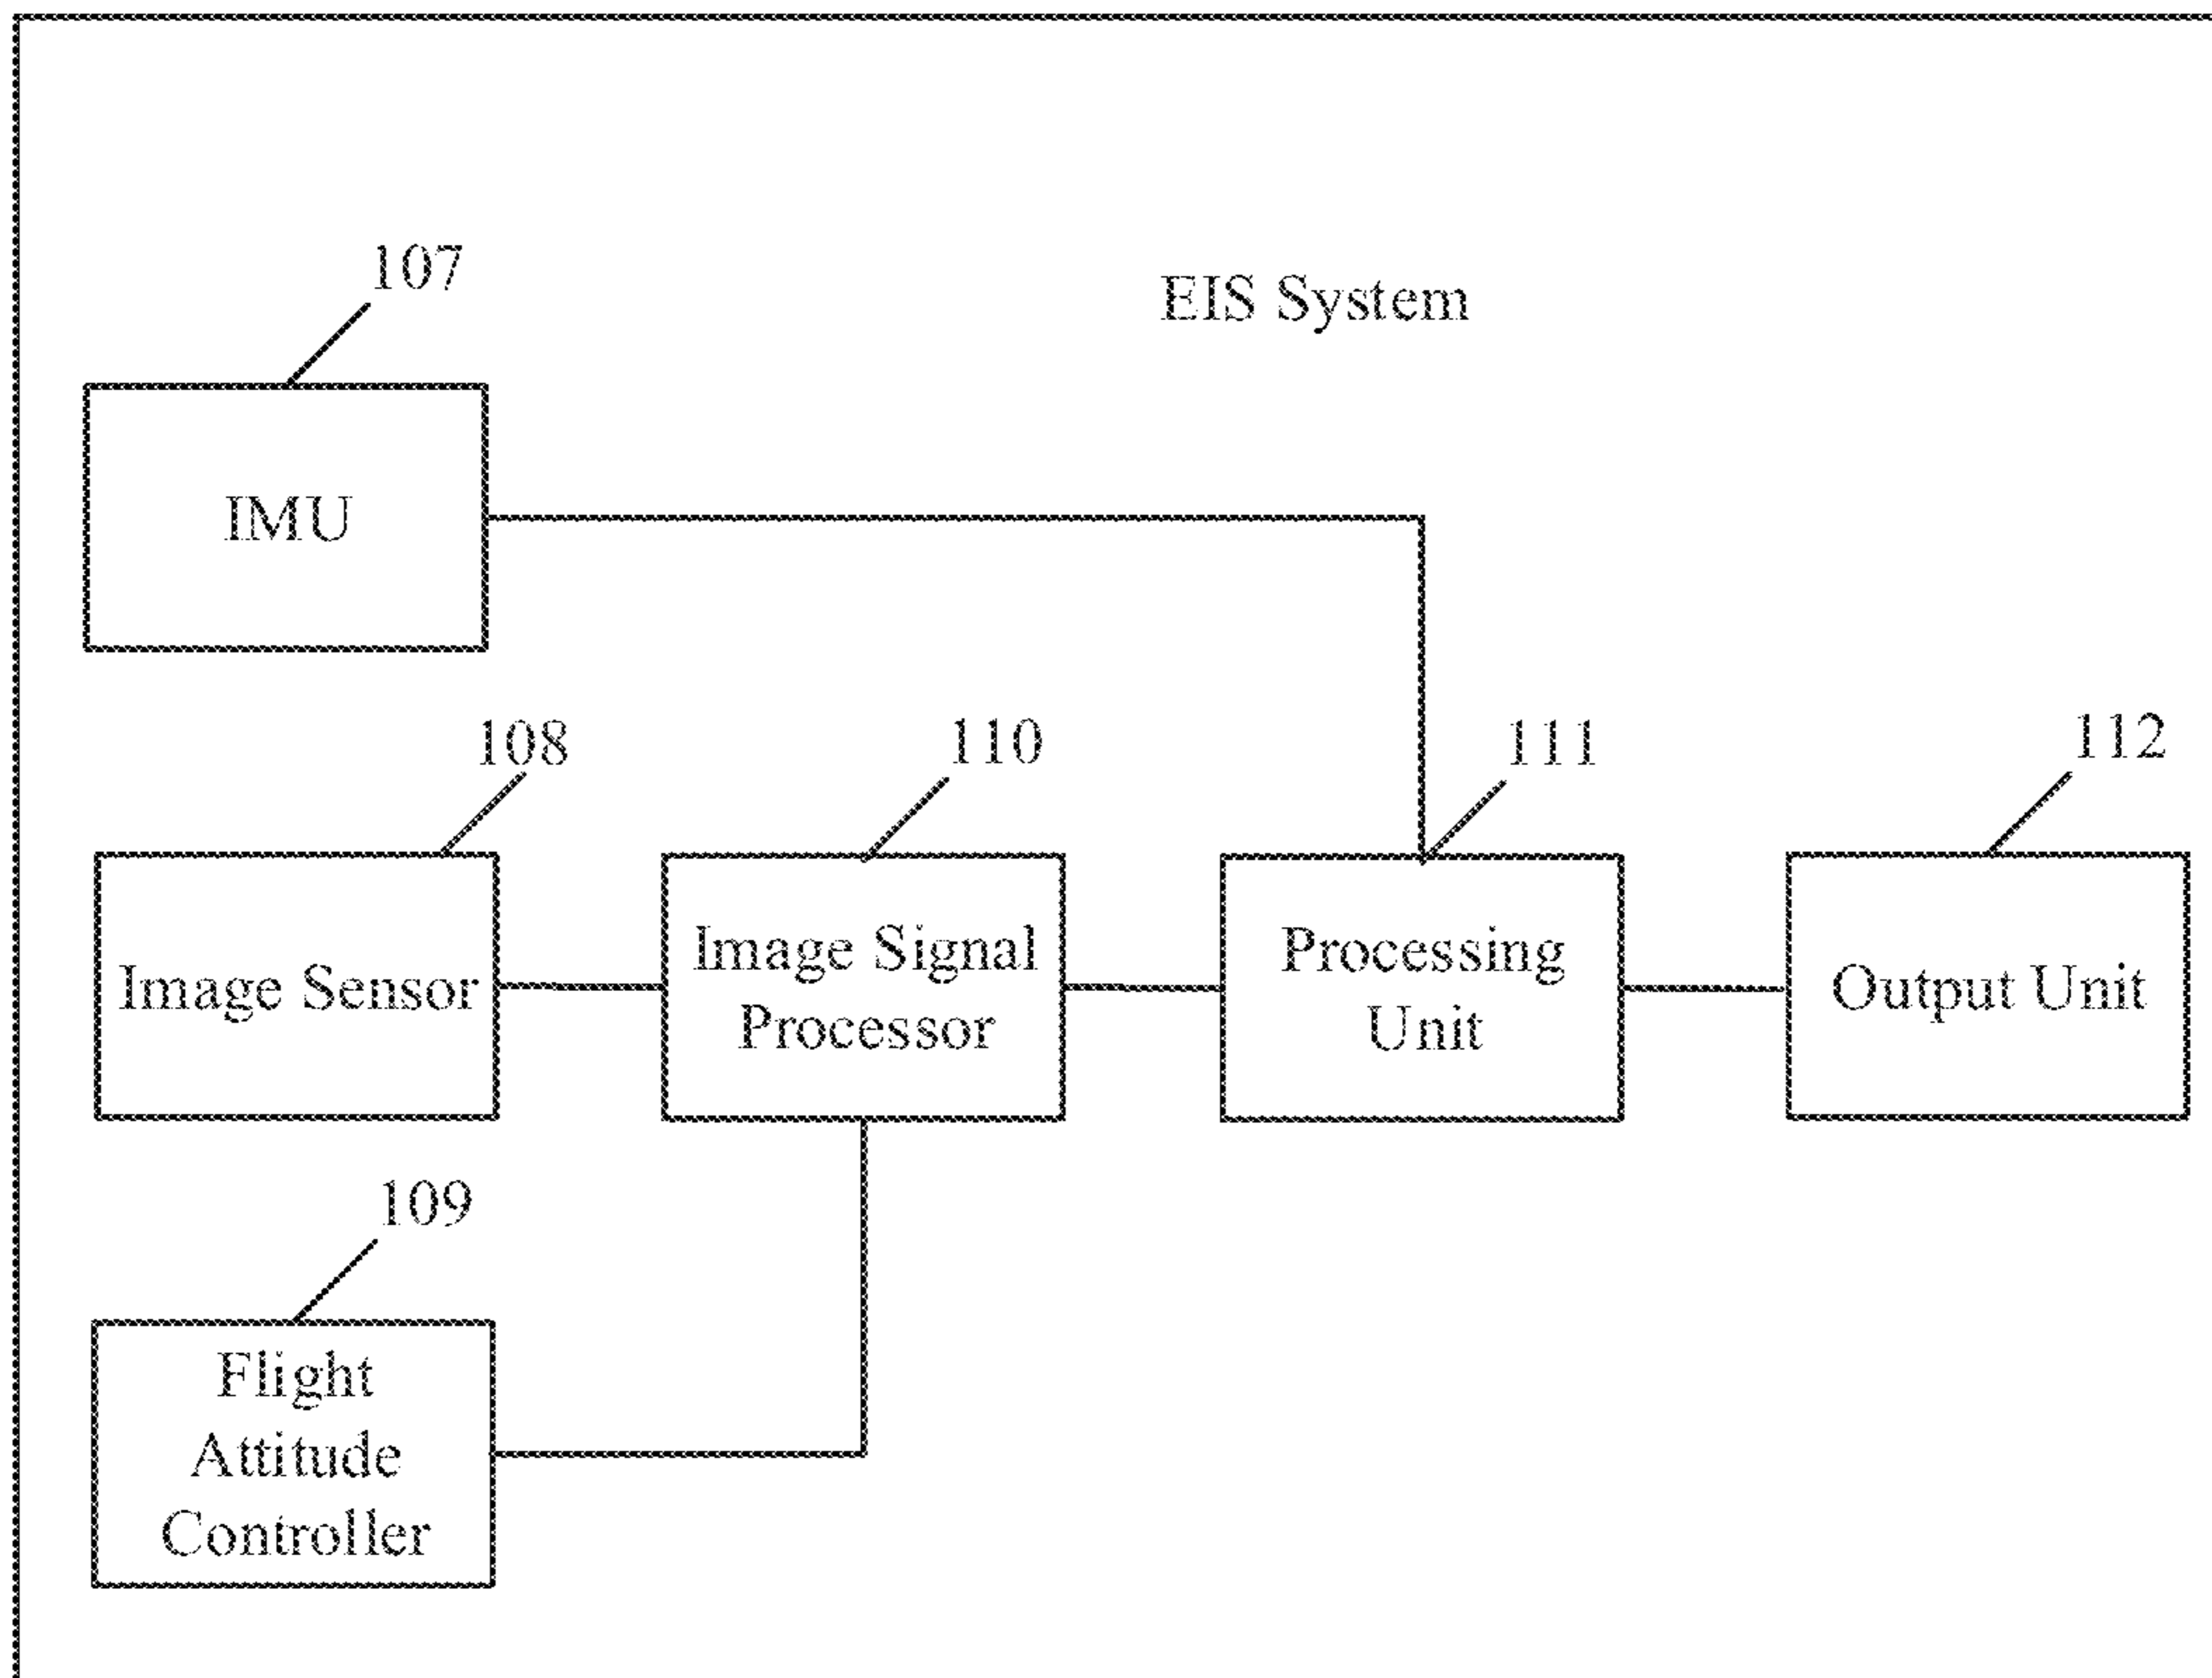 107
EIS System
IMU
108
110
111
112
Image Sensor
Image Signal
Processor
Processing
Unit
Output Unit
109
Flight
Attitude
Controller